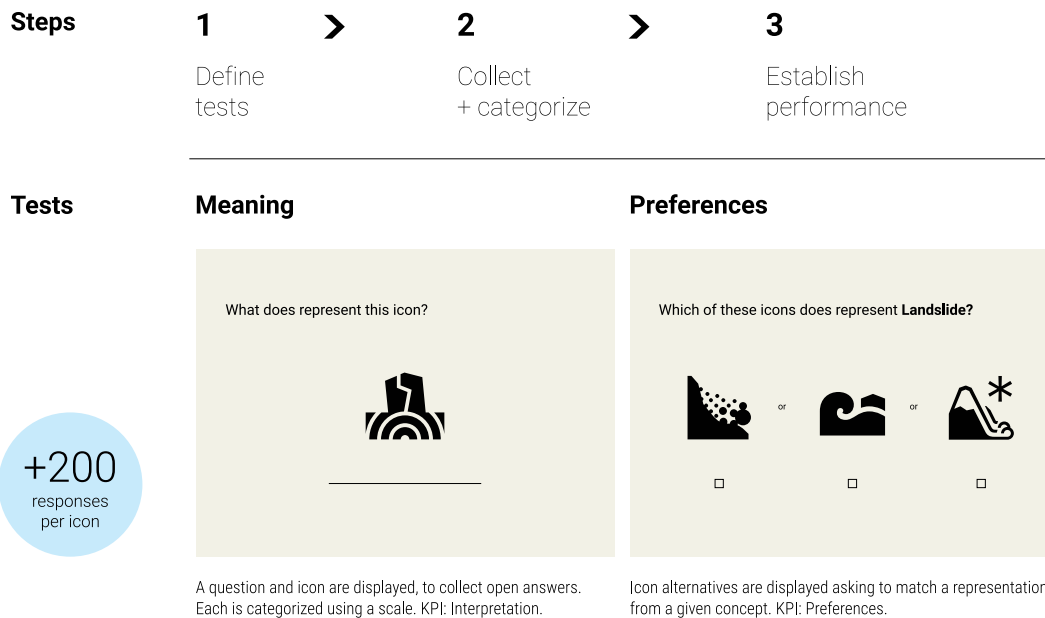 Steps
1
2
3
Define
tests
Collect
+ categorize
Establish
performance
Tests
Meaning
Preferences
What does represent this icon?
Which of these icons does represent Landslide?
or
or
+200
responses
per icon
A question and icon are displayed, to collect open answers.
Each is categorized using a scale. KPI: Interpretation.
Icon alternatives are displayed asking to match a representation
from a given concept. KPI: Preferences.